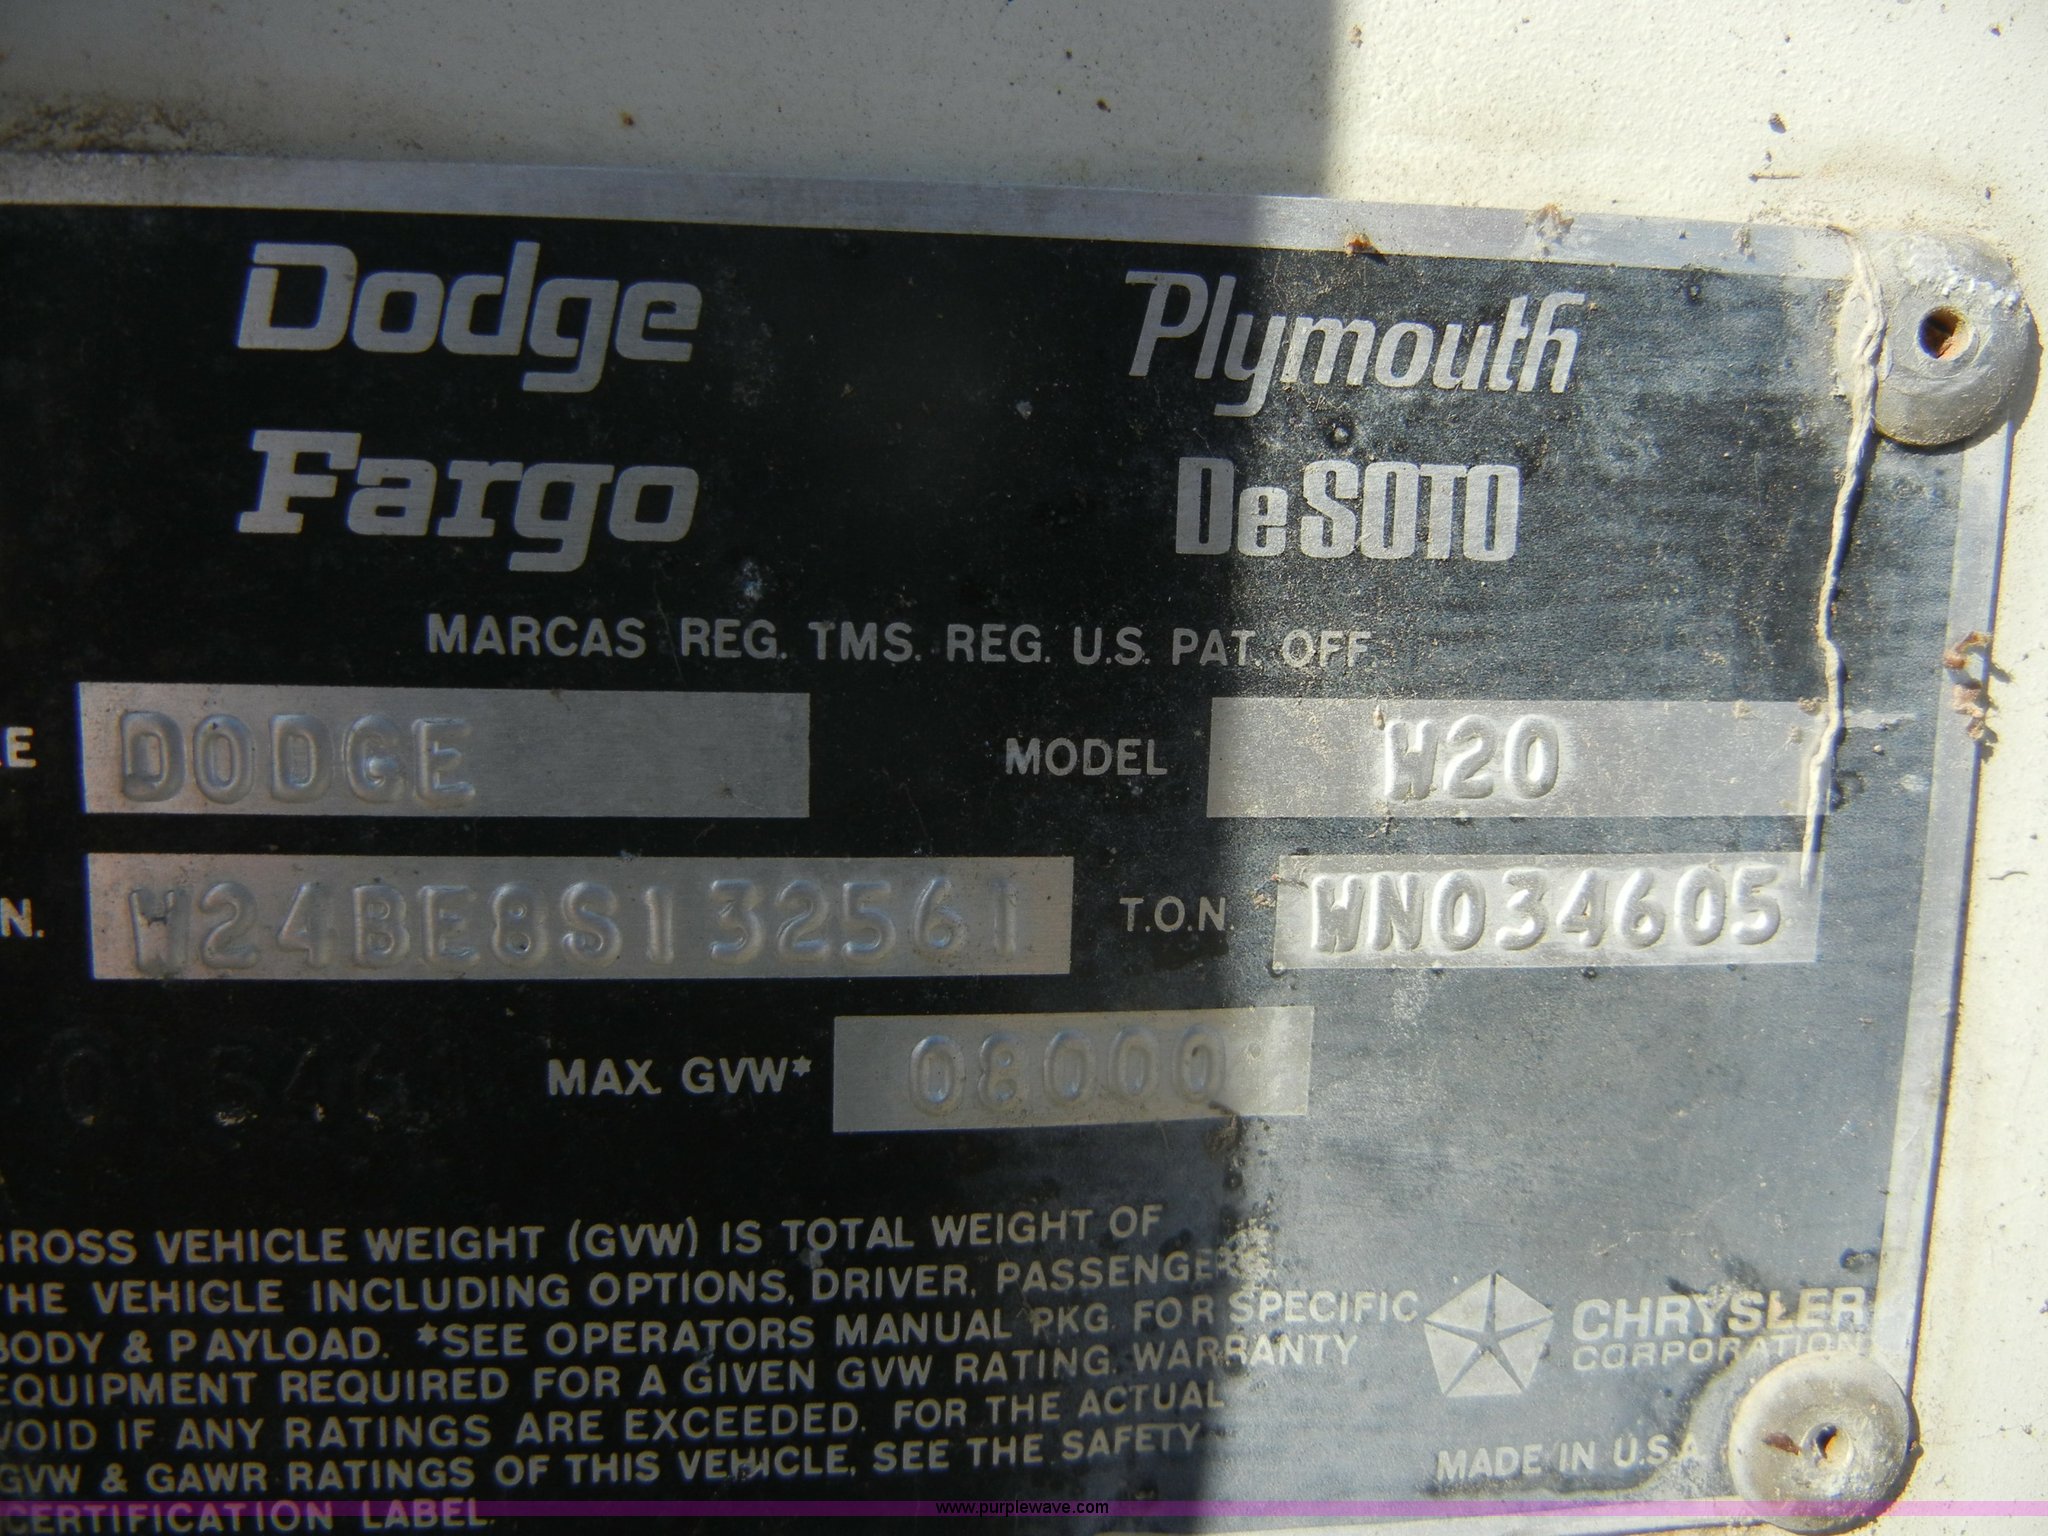 Dodge Plymouth
Fargo DeSOTO
MARCAS REG. TMS. REG. U.S. PAT. OFF.
E DODGE MODEL W20
N. W24BE8S132561 T.O.N. WN034605
MAX. GVW* 08000
GROSS VEHICLE WEIGHT (GVW) IS TOTAL WEIGHT OF
THE VEHICLE INCLUDING OPTIONS, DRIVER, PASSENGERS,
BODY & PAYLOAD. *SEE OPERATORS MANUAL PKG. FOR SPECIFIC
EQUIPMENT REQUIRED FOR A GIVEN GVW RATING. WARRANTY
VOID IF ANY RATINGS ARE EXCEEDED. FOR THE ACTUAL
GVW & GAWR RATINGS OF THIS VEHICLE, SEE THE SAFETY
CERTIFICATION LABEL.
CHRYSLER
CORPORATION
MADE IN U.S.A.
www.purplewave.com